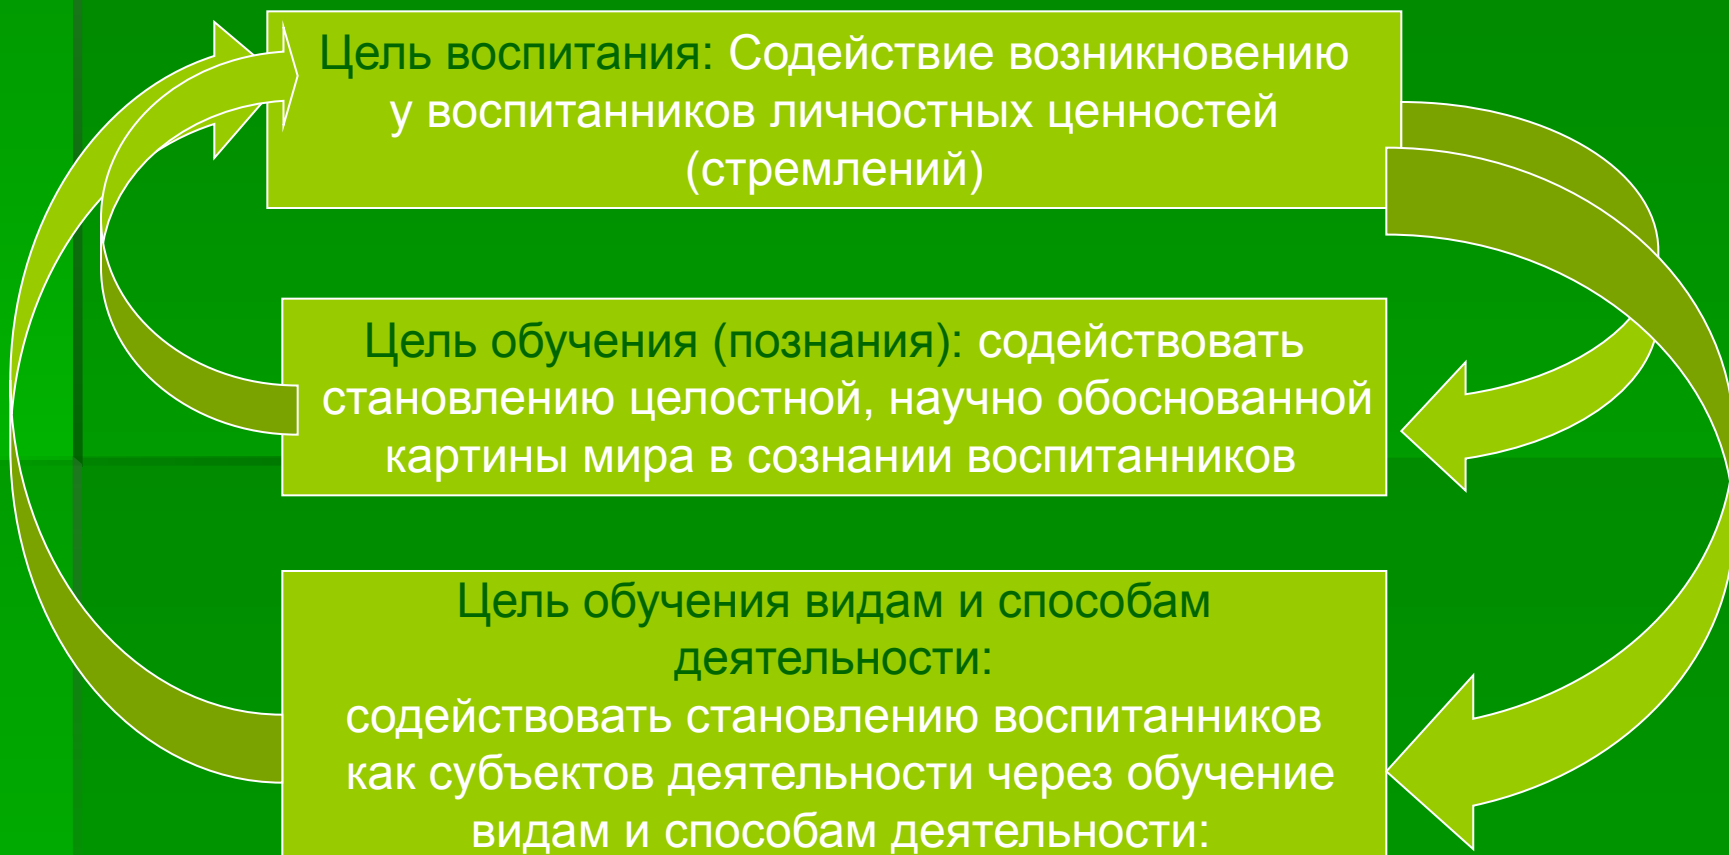 Цель воспитания: Содействие возникновению
у воспитанников личностных ценностей
(стремлений)
Цель обучения (познания): содействовать
становлению целостной, научно обоснованной
картины мира в сознании воспитанников
Цель обучения видам и способам
деятельности:
содействовать становлению воспитанников
как субъектов деятельности через обучение
видам и способам деятельности: